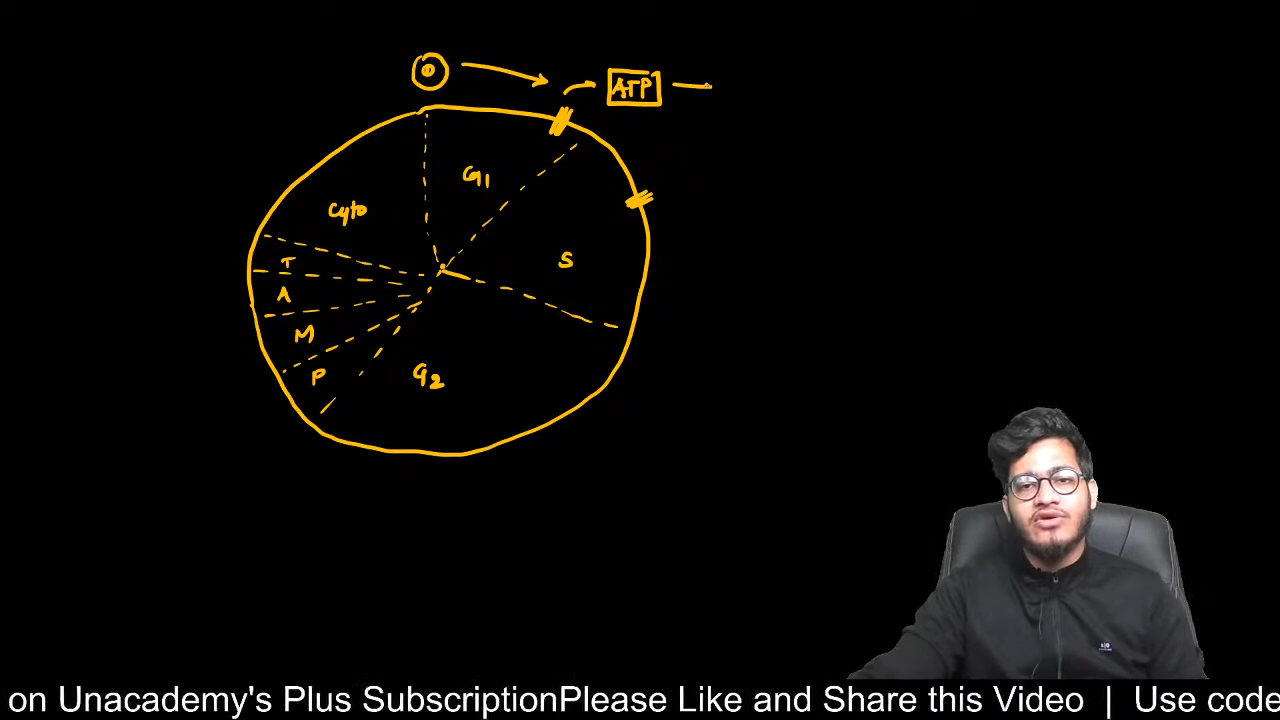 ATP
G1
Cyto
S
T
A
M
P
G2
on Unacademy's Plus SubscriptionPlease Like and Share this Video | Use code